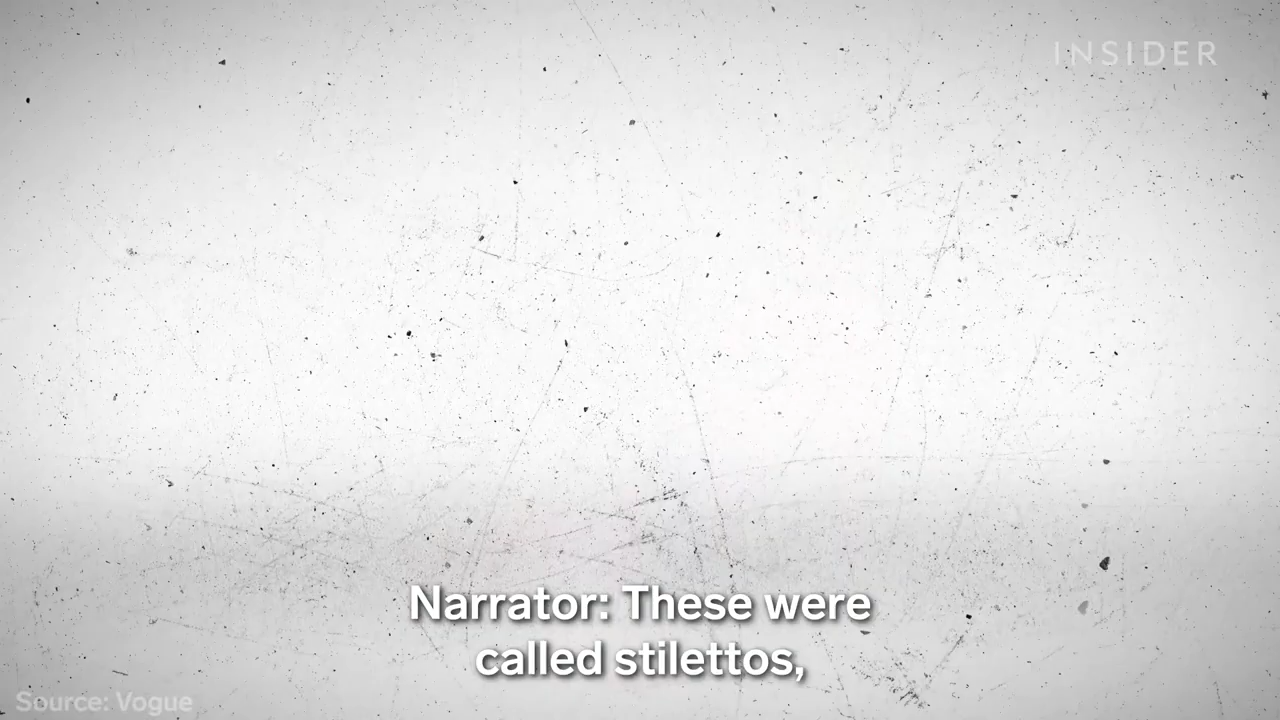 INSIDER
Narrator: These were
called stilettos,
Source: Vogue